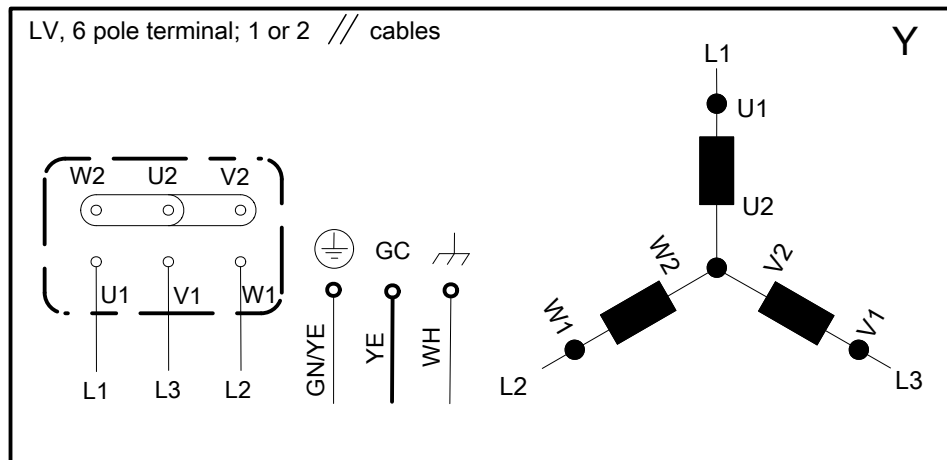 LV, 6 pole terminal; 1 or 2 // cables
Y
L1
U1
U2
W2 U2 V2
U1 V1 W1
L1 L3 L2
GC
GN/YE
YE
WH
W2
V2
W1
V1
L2
L3